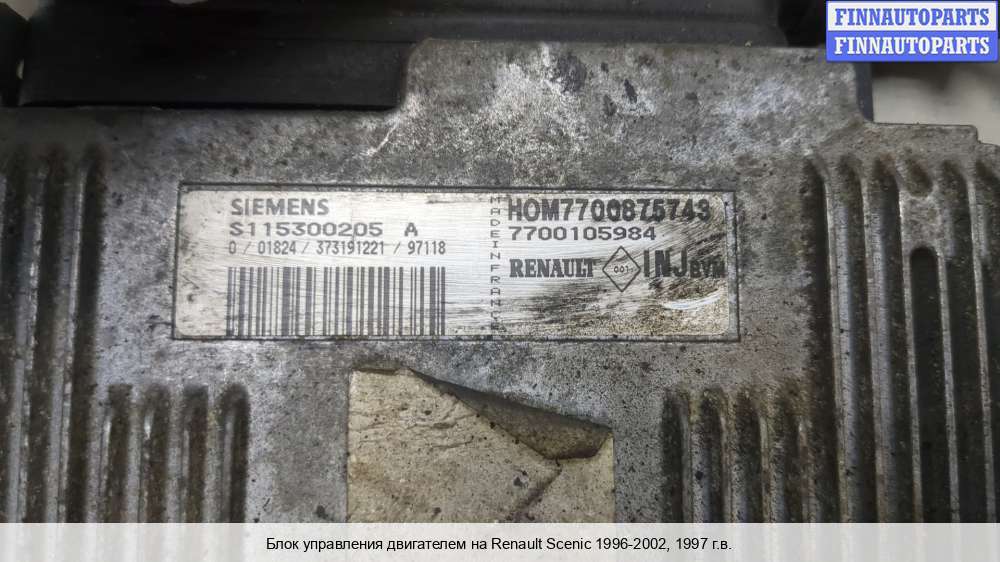 FINNAUTOPARTS
FINNAUTOPARTS
SIEMENS
S115300205 A
0 / 01824 / 373191221 / 97118
MADE IN FRANCE
HOM7700875743
7700105984
RENAULT 001 INJ BVM
Блок управления двигателем на Renault Scenic 1996-2002, 1997 г.в.